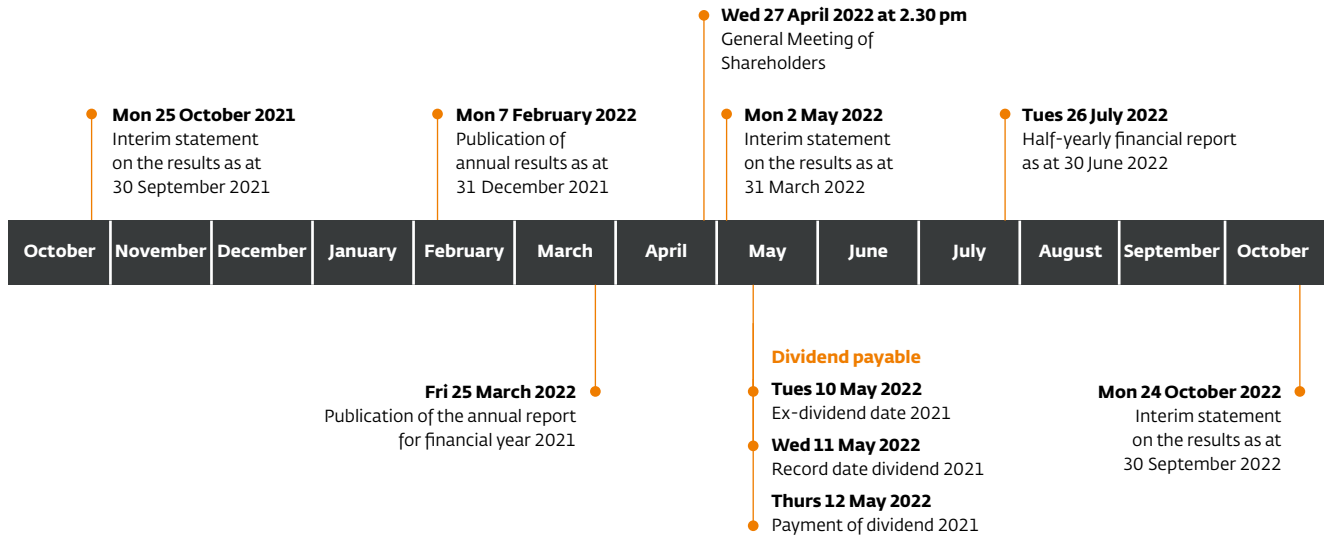 Wed 27 April 2022 at 2.30 pm
General Meeting of
Shareholders
Mon 25 October 2021
Interim statement
on the results as at
30 September 2021
Mon 7 February 2022
Publication of
annual results as at
31 December 2021
Mon 2 May 2022
Interim statement
on the results as at
31 March 2022
Tues 26 July 2022
Half-yearly financial report
as at 30 June 2022
October November December January February March April May June July August September October
Fri 25 March 2022
Publication of the annual report
for financial year 2021
Dividend payable
Tues 10 May 2022
Ex-dividend date 2021
Wed 11 May 2022
Record date dividend 2021
Thurs 12 May 2022
Payment of dividend 2021
Mon 24 October 2022
Interim statement
on the results as at
30 September 2022